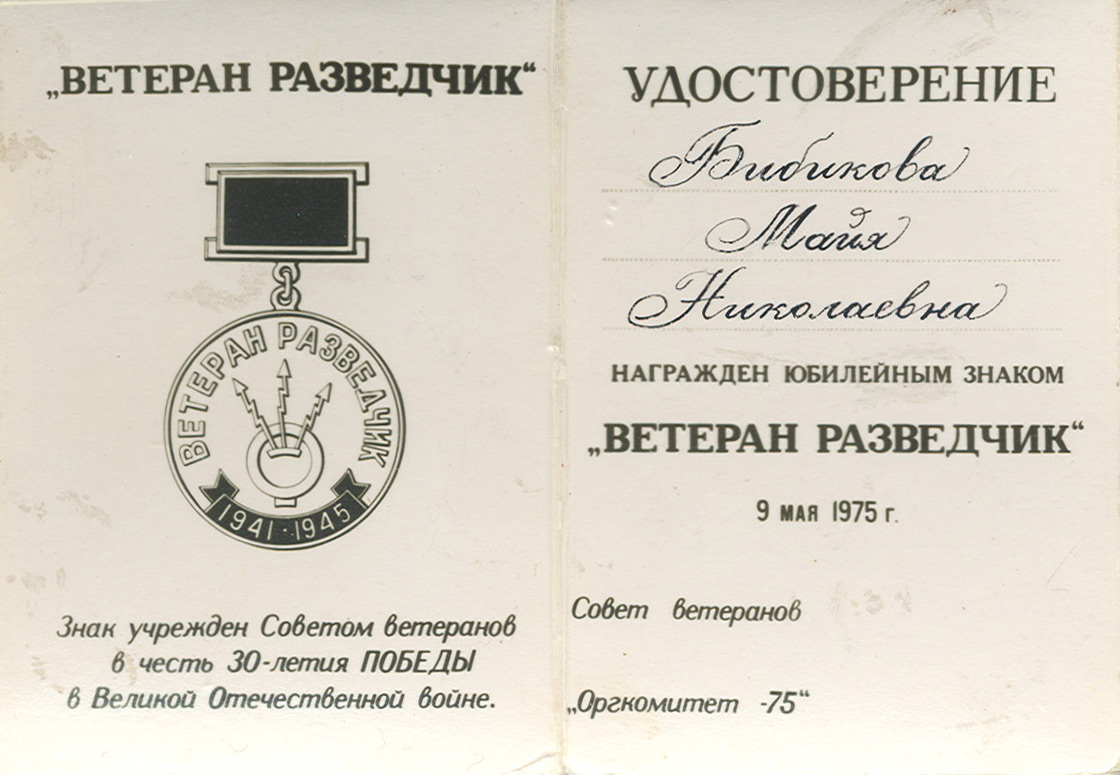 „ВЕТЕРАН РАЗВЕДЧИК“
ВЕТЕРАН РАЗВЕДЧИК
1941-1945
Знак учрежден Советом ветеранов
в честь 30-летия ПОБЕДЫ
в Великой Отечественной войне.
УДОСТОВЕРЕНИЕ
Бибикова
Майя
Николаевна
НАГРАЖДЕН ЮБИЛЕЙНЫМ ЗНАКОМ
„ВЕТЕРАН РАЗВЕДЧИК“
9 МАЯ 1975 г.
Совет ветеранов
„Оргкомитет -75“